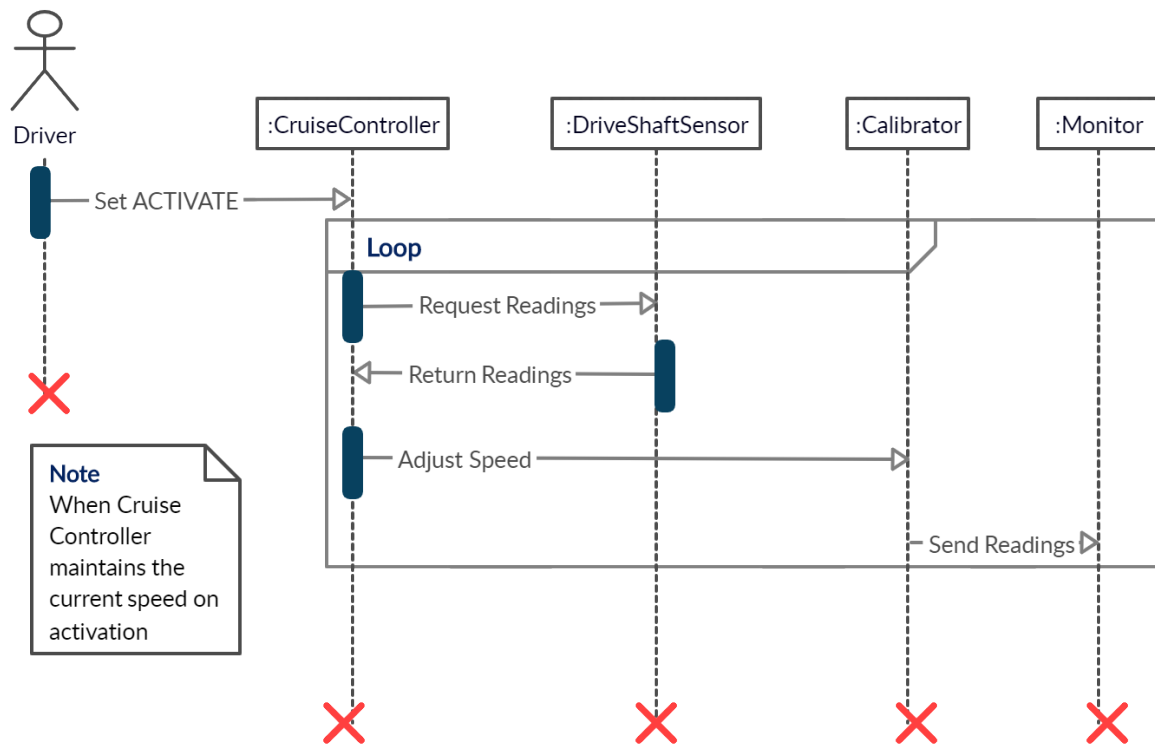 Driver
:CruiseController
:DriveShaftSensor
:Calibrator
:Monitor
Set ACTIVATE
Loop
Request Readings
Return Readings
Adjust Speed
Send Readings
Note
When Cruise
Controller
maintains the
current speed on
activation